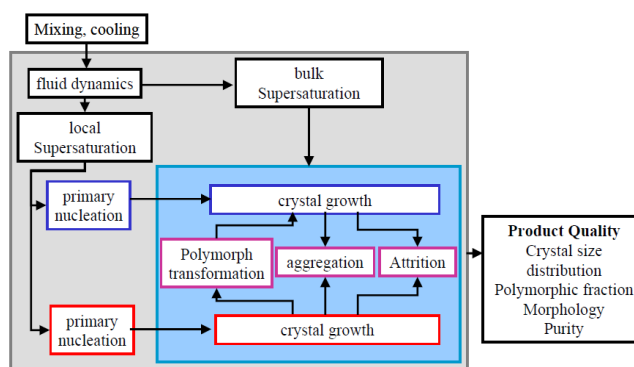 Mixing, cooling
fluid dynamics
bulk
Supersaturation
local
Supersaturation
primary
nucleation
crystal growth
Polymorph
transformation
aggregation
Attrition
primary
nucleation
crystal growth
Product Quality
Crystal size
distribution
Polymorphic fraction
Morphology
Purity